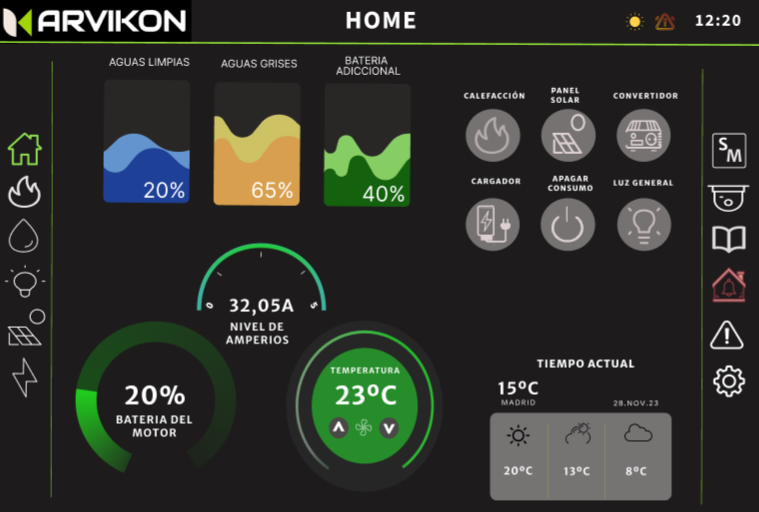 ARVIKON
HOME
12:20
AGUAS LIMPIAS
20%
AGUAS GRISES
65%
BATERIA
ADICCIONAL
40%
CALEFACCIÓN
PANEL
SOLAR
CONVERTIDOR
CARGADOR
APAGAR
CONSUMO
LUZ GENERAL
S
M
0
5
32,05A
NIVEL DE
AMPERIOS
20%
BATERIA DEL
MOTOR
TEMPERATURA
23ºC
TIEMPO ACTUAL
15ºC
MADRID
28.NOV.23
20ºC
13ºC
8ºC